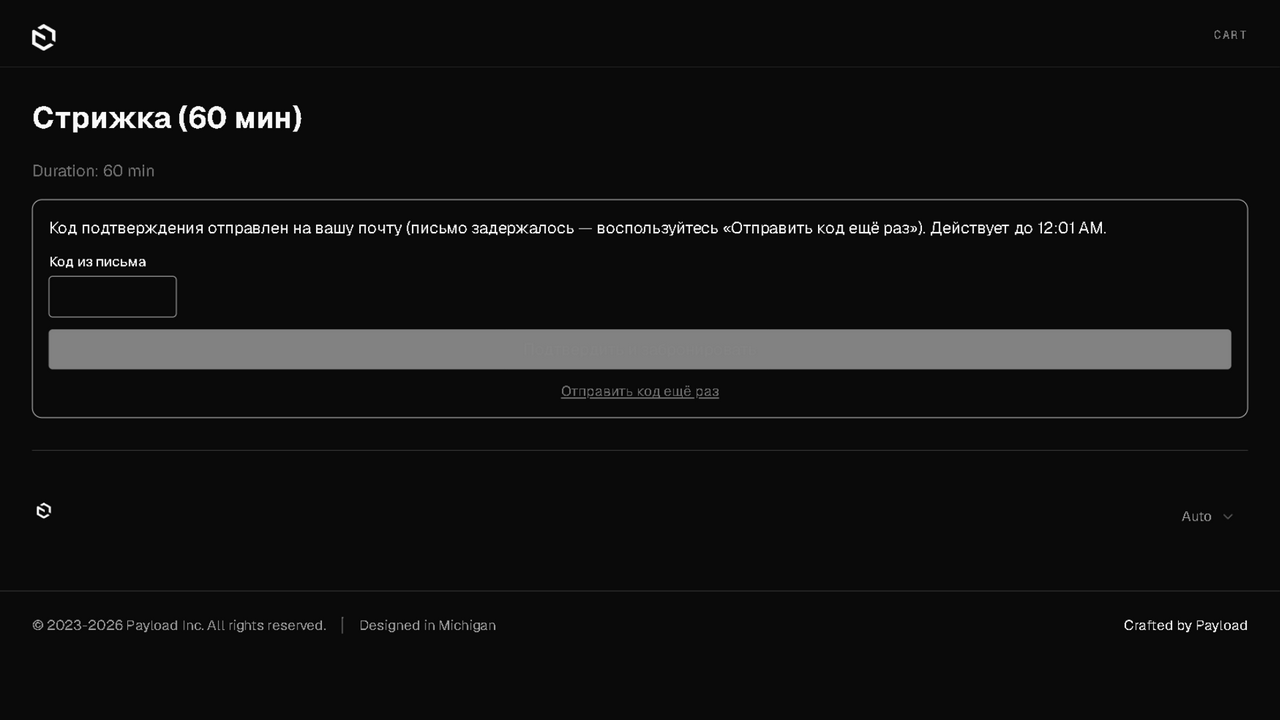 CART
Стрижка (60 мин)
Duration: 60 min
Код подтверждения отправлен на вашу почту (письмо задержалось — воспользуйтесь «Отправить код ещё раз»). Действует до 12:01 AM.
Код из письма
Отправить код ещё раз
Auto
© 2023-2026 Payload Inc. All rights reserved.
Designed in Michigan
Crafted by Payload